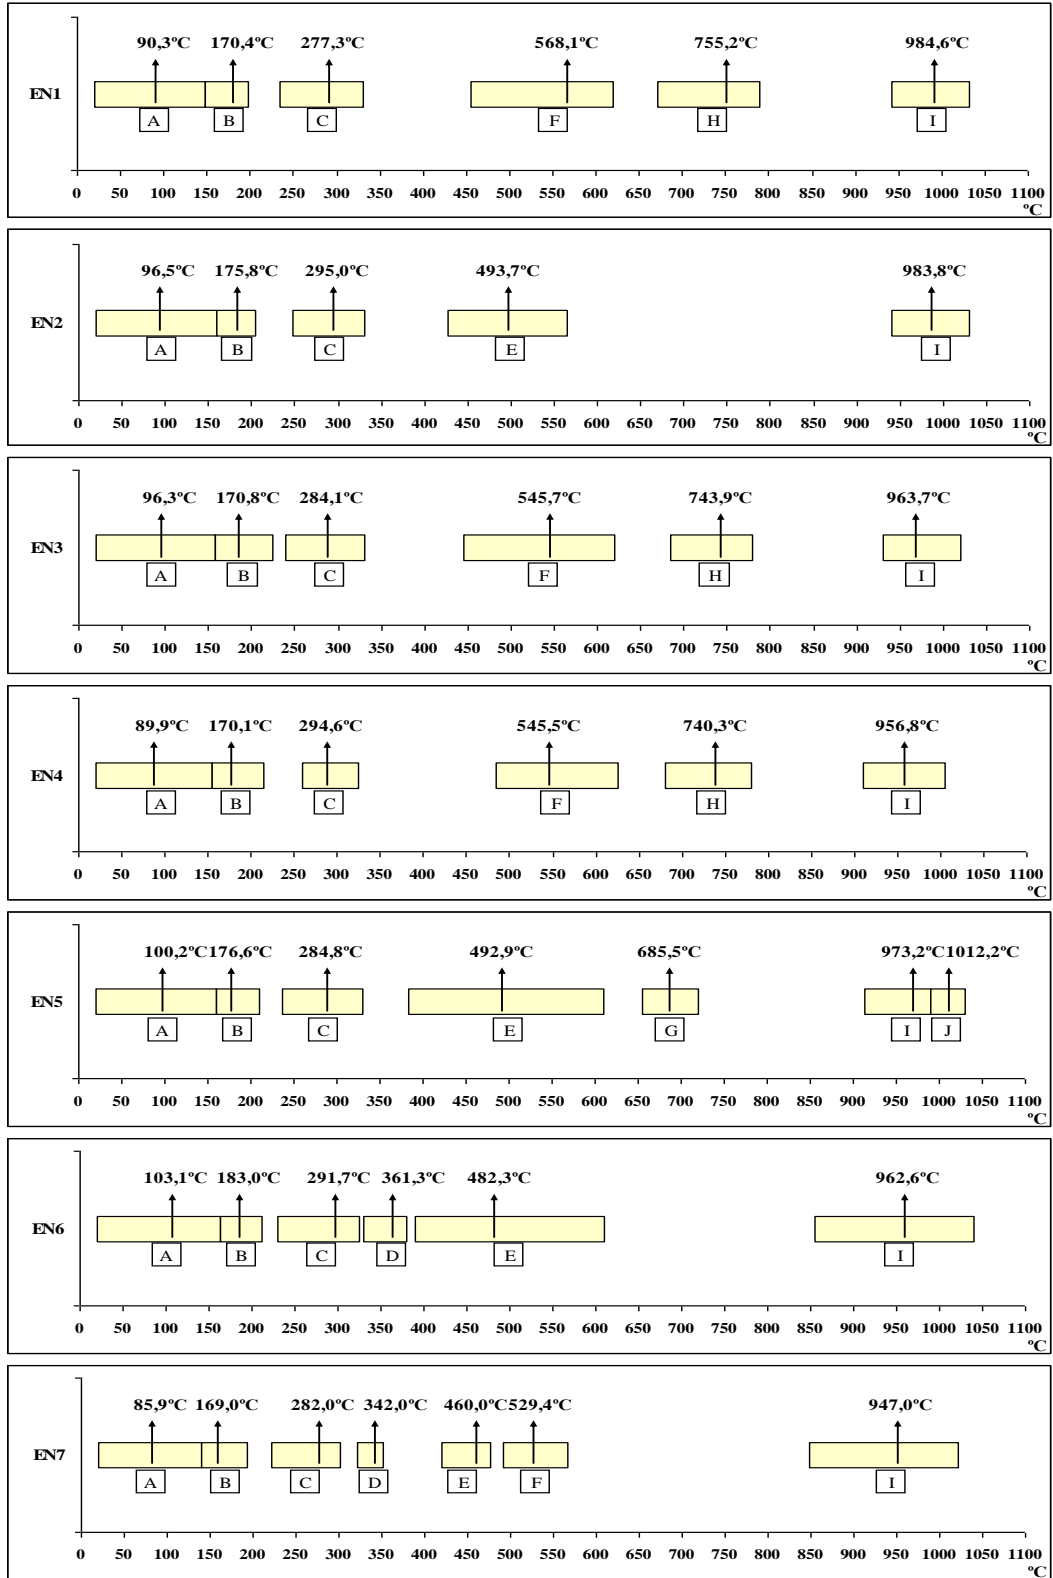 90,3ºC 170,4ºC 277,3ºC 568,1ºC 755,2ºC 984,6ºC
EN1
A B C F H I
0 50 100 150 200 250 300 350 400 450 500 550 600 650 700 750 800 850 900 950 1000 1050 1100
ºC
96,5ºC 175,8ºC 295,0ºC 493,7ºC 983,8ºC
EN2
A B C E I
0 50 100 150 200 250 300 350 400 450 500 550 600 650 700 750 800 850 900 950 1000 1050 1100
ºC
96,3ºC 170,8ºC 284,1ºC 545,7ºC 743,9ºC 963,7ºC
EN3
A B C F H I
0 50 100 150 200 250 300 350 400 450 500 550 600 650 700 750 800 850 900 950 1000 1050 1100
ºC
89,9ºC 170,1ºC 294,6ºC 545,5ºC 740,3ºC 956,8ºC
EN4
A B C F H I
0 50 100 150 200 250 300 350 400 450 500 550 600 650 700 750 800 850 900 950 1000 1050 1100
ºC
100,2ºC 176,6ºC 284,8ºC 492,9ºC 685,5ºC 973,2ºC 1012,2ºC
EN5
A B C E G I J
0 50 100 150 200 250 300 350 400 450 500 550 600 650 700 750 800 850 900 950 1000 1050 1100
ºC
103,1ºC 183,0ºC 291,7ºC 361,3ºC 482,3ºC 962,6ºC
EN6
A B C D E I
0 50 100 150 200 250 300 350 400 450 500 550 600 650 700 750 800 850 900 950 1000 1050 1100
ºC
85,9ºC 169,0ºC 282,0ºC 342,0ºC 460,0ºC 529,4ºC 947,0ºC
EN7
A B C D E F I
0 50 100 150 200 250 300 350 400 450 500 550 600 650 700 750 800 850 900 950 1000 1050 1100
ºC